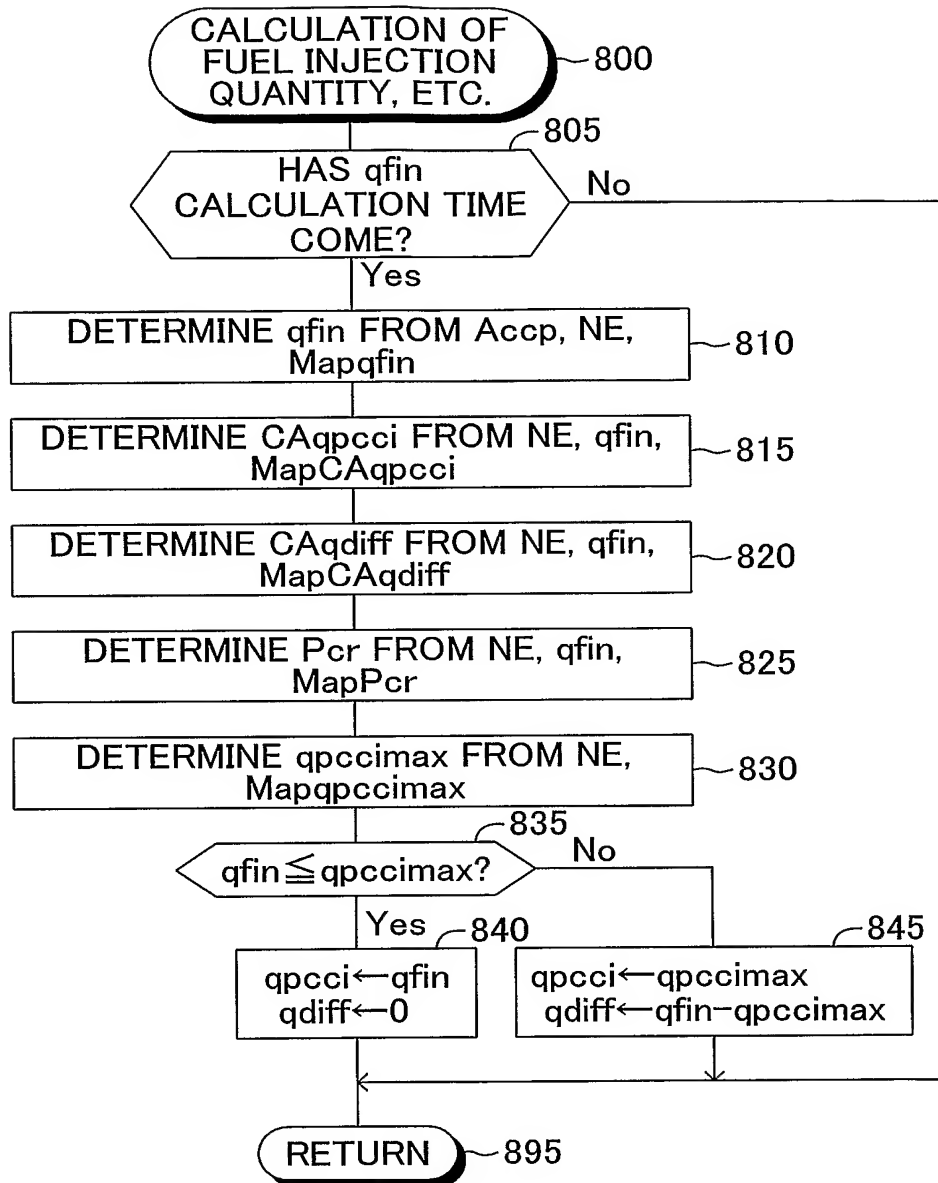 CALCULATION OF
FUEL INJECTION
QUANTITY, ETC.
800
805
HAS qfin
CALCULATION TIME
COME?
No
Yes
DETERMINE qfin FROM Accp, NE,
Mapqfin
810
DETERMINE CAqpcci FROM NE, qfin,
MapCAqpcci
815
DETERMINE CAqdiff FROM NE, qfin,
MapCAqdiff
820
DETERMINE Pcr FROM NE, qfin,
MapPcr
825
DETERMINE qpccimax FROM NE,
Mapqpccimax
830
835
qfin≦qpccimax?
No
Yes
840
qpcci←qfin
qdiff←0
845
qpcci←qpccimax
qdiff←qfin−qpccimax
RETURN
895